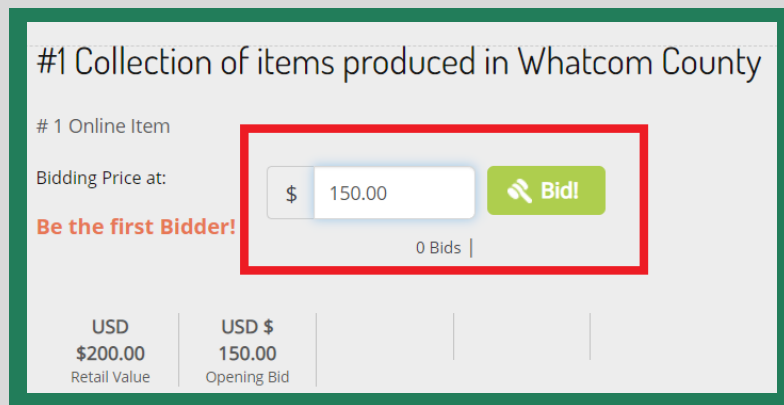 #1 Collection of items produced in Whatcom County
# 1 Online Item
Bidding Price at:
$ 150.00 Bid!
Be the first Bidder!
0 Bids |
USD
$200.00
Retail Value
USD $
150.00
Opening Bid